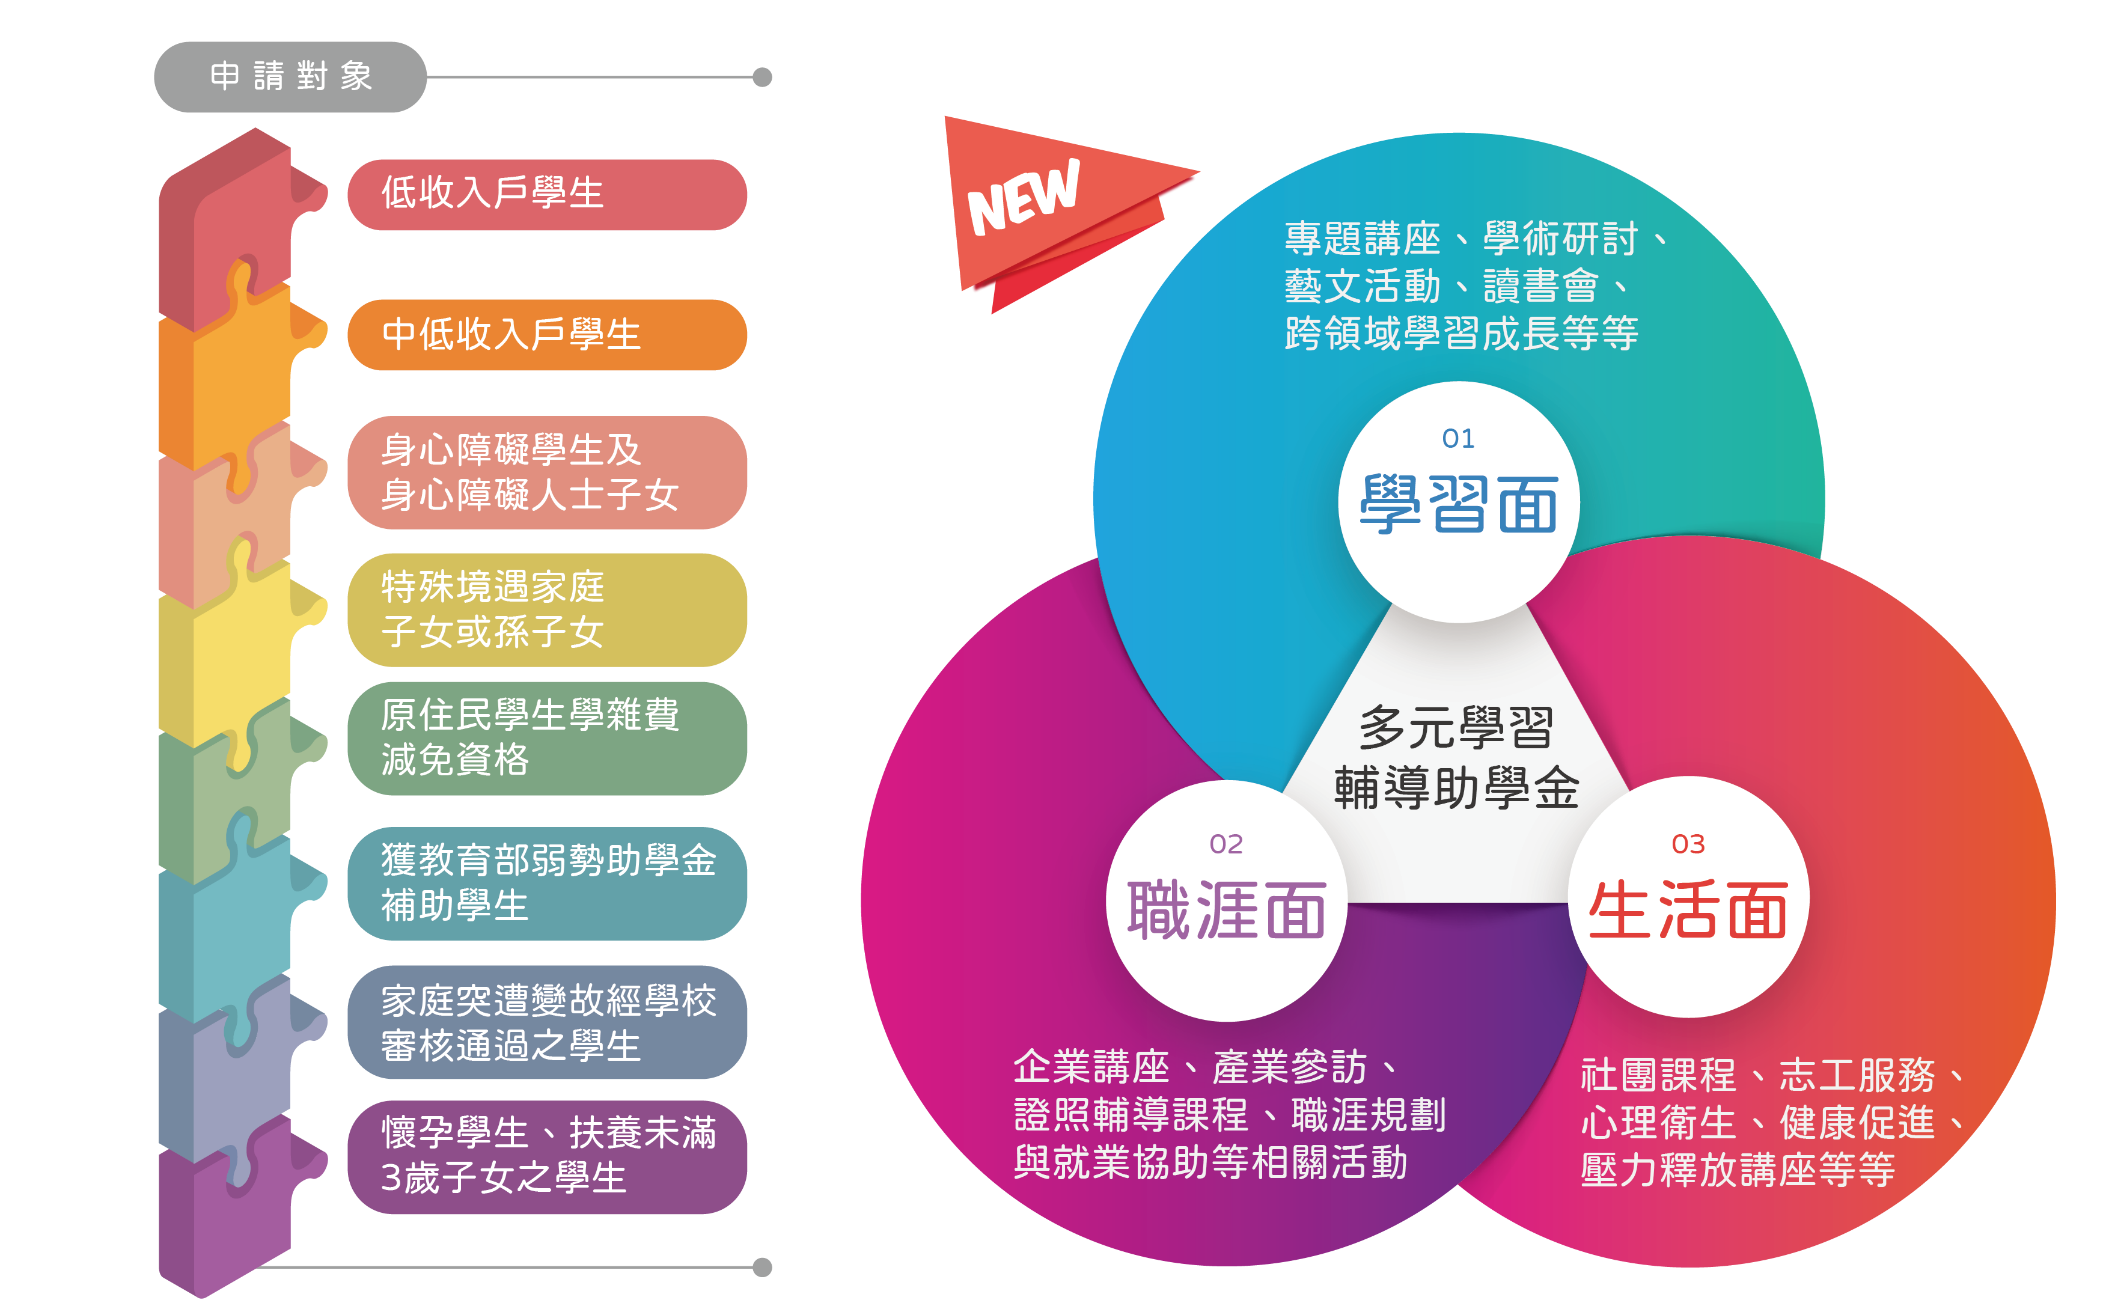 申請對象
低收入戶學生
中低收入戶學生
身心障礙學生及
身心障礙人士子女
特殊境遇家庭
子女或孫子女
原住民學生學雜費
減免資格
獲教育部弱勢助學金
補助學生
家庭突遭變故經學校
審核通過之學生
懷孕學生、扶養未滿
3歲子女之學生
NEW
專題講座、學術研討、
藝文活動、讀書會、
跨領域學習成長等等
01
學習面
多元學習
輔導助學金
02
職涯面
企業講座、產業參訪、
證照輔導課程、職涯規劃
與就業協助等相關活動
03
生活面
社團課程、志工服務、
心理衛生、健康促進、
壓力釋放講座等等